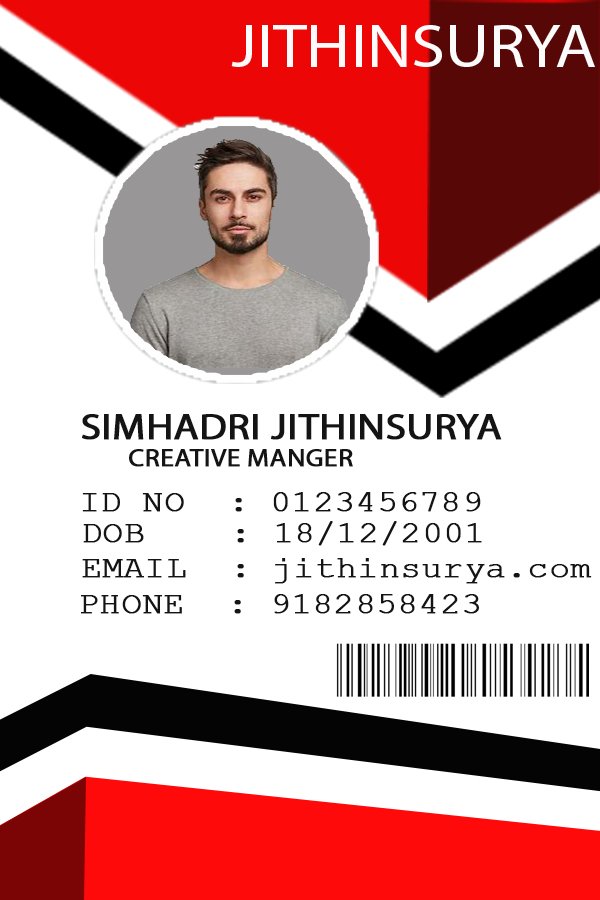 JITHINSURYA
SIMHADRI JITHINSURYA
CREATIVE MANGER
ID NO : 0123456789
DOB : 18/12/2001
EMAIL : jithinsurya.com
PHONE : 9182858423